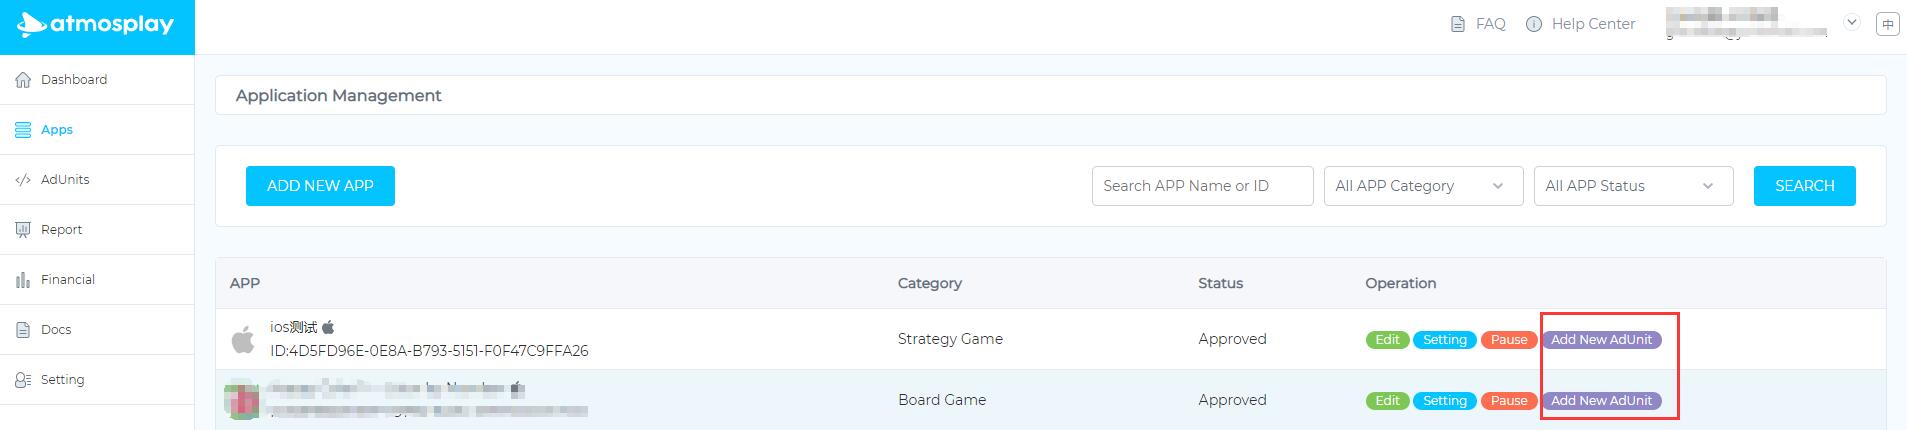 atmosplay
FAQ
Help Center
中
Dashboard
Apps
AdUnits
Report
Financial
Docs
Setting
Application Management
ADD NEW APP
Search APP Name or ID
All APP Category
All APP Status
SEARCH
APP Category Status Operation
ios测试
ID:4D5FD96E-0E8A-B793-5151-F0F47C9FFA26
Strategy Game
Approved
Edit Setting Pause Add New AdUnit
Board Game
Approved
Edit Setting Pause Add New AdUnit